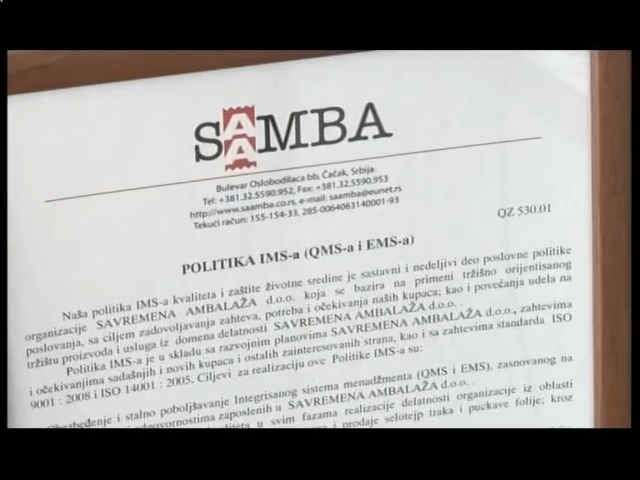 SAAMBA
Bulevar Oslobodilaca bb. Čačak, Srbija
Tel: +381.32.5590.952, Fax: +381.32.5590.953
http://www.saamba.co.rs, e-mail: saamba@eunet.rs
Tekući račun: 155-154-33, 285-0064063140001-93
QZ 530.01
POLITIKA IMS-a (QMS-a i EMS-a)
Naša politika IMS-a kvaliteta i zaštite životne sredine je sastavni i nedeljivi deo poslovne politike
organizacije SAVREMENA AMBALAŽA d.o.o. koja se bazira na primeni tržišno orijentisanog
poslovanja, sa ciljem zadovoljavanja zahteva, potreba i očekivanja naših kupaca; kao i povećanja udela na
tržištu proizvoda i usluga iz domena delatnosti SAVREMENA AMBALAŽA d.o.o. .
Politika IMS-a je u skladu sa razvojnim planovima SAVREMENA AMBALAŽA d.o.o., zahtevima
i očekivanjima sadašnjih i novih kupaca i ostalih zainteresovanih strana, kao i sa zahtevima standarda ISO
9001 : 2008 i ISO 14001 : 2005. Ciljevi za realizaciju ove Politike IMS-a su;
i stalno poboljšavanje Integrisanog sistema menadžmenta (QMS i EMS), zasnovanog na
zaposlenih u SAVREMENA AMBALAŽA d.o.o. .
u svim fazama realizacije delatnosti organizacije iz oblasti
i prodaje selotejp traka i puckave folije; kroz